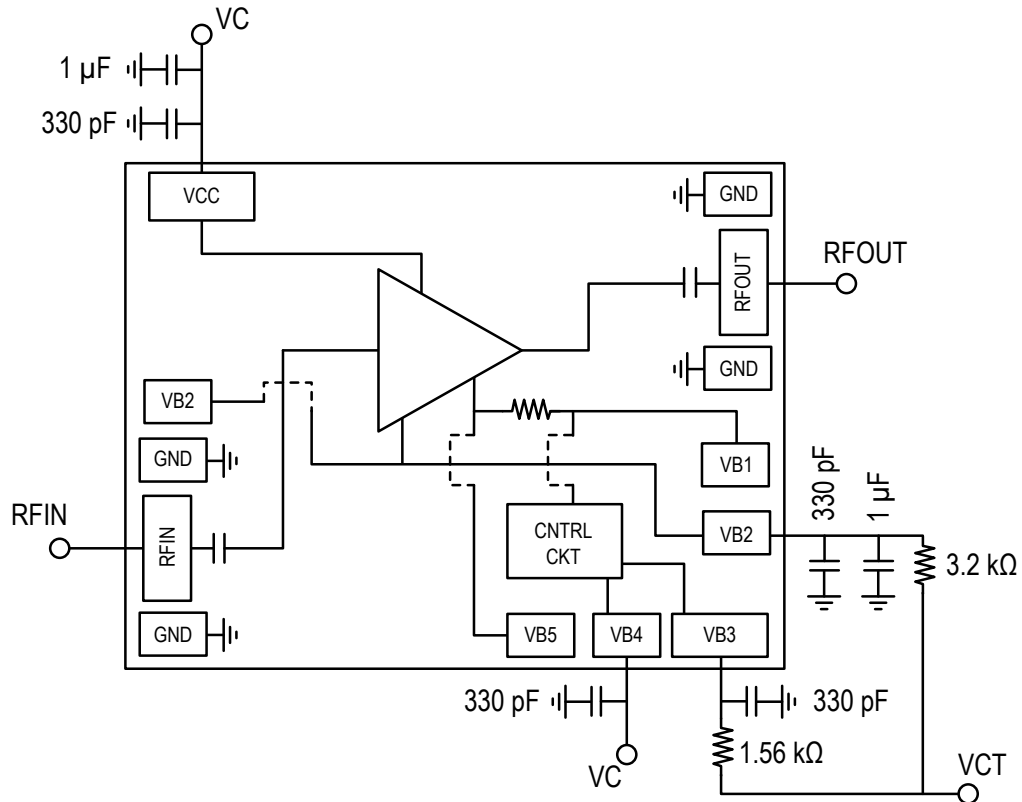 VC
1 µF
330 pF
VCC
GND
RFOUT
RFOUT
GND
VB2
VB1
GND
330 pF
1 µF
RFIN
RFIN
CNTRL
CKT
VB2
3.2 kΩ
GND
VB5
VB4
VB3
330 pF
330 pF
1.56 kΩ
VC
VCT